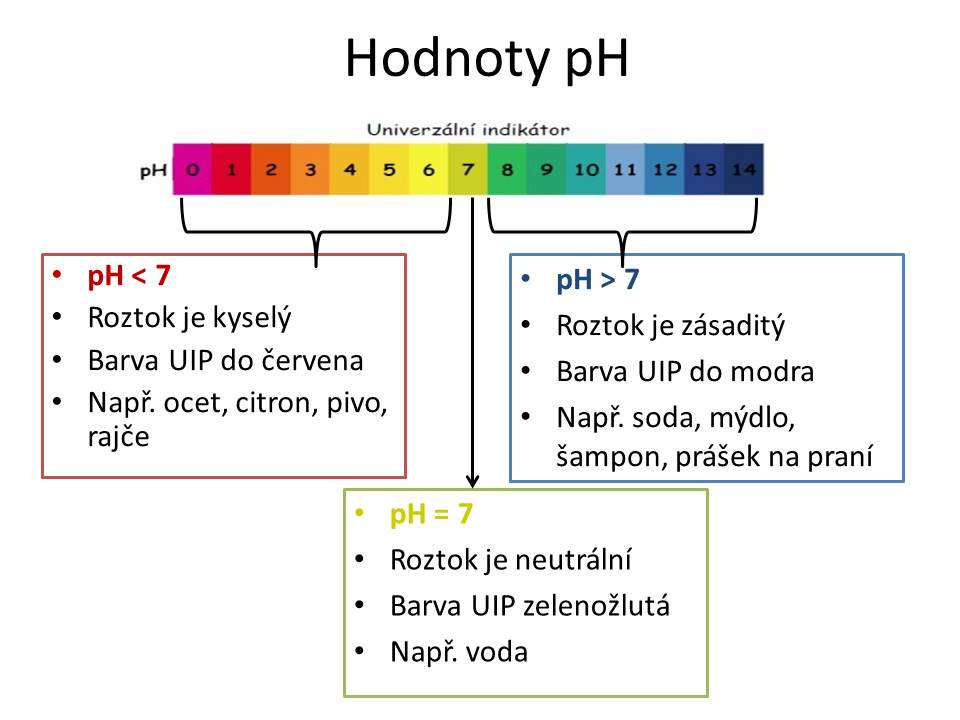 Hodnoty pH
Univerzální indikátor
pH 0 1 2 3 4 5 6 7 8 9 10 11 12 13 14
• pH < 7
• Roztok je kyselý
• Barva UIP do červena
• Např. ocet, citron, pivo,
rajče
• pH > 7
• Roztok je zásaditý
• Barva UIP do modra
• Např. soda, mýdlo,
šampon, prášek na praní
• pH = 7
• Roztok je neutrální
• Barva UIP zelenožlutá
• Např. voda